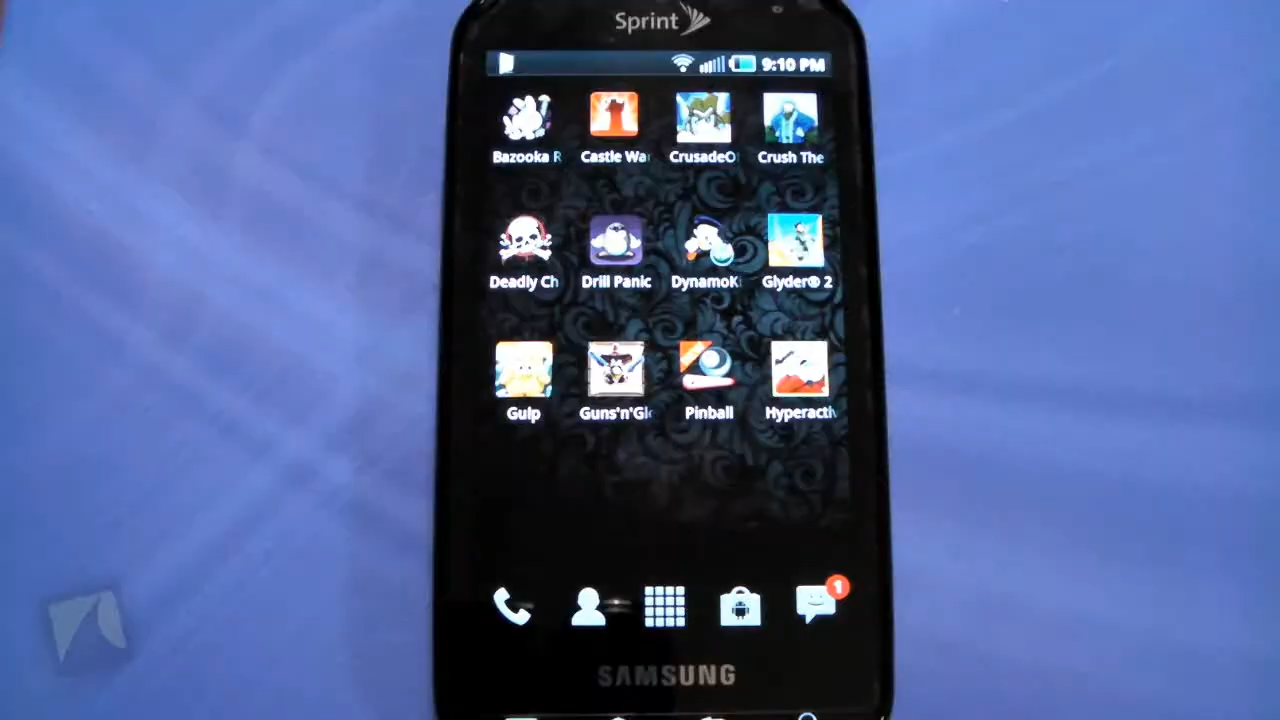 Sprint
9:10 PM
Bazooka R Castle Wa CrusadeO Crush The
Deadly Ch Drill Panic DynamoK Glyder® 2
Gulp Guns'n'Gl Pinball Hyperacti
1
SAMSUNG